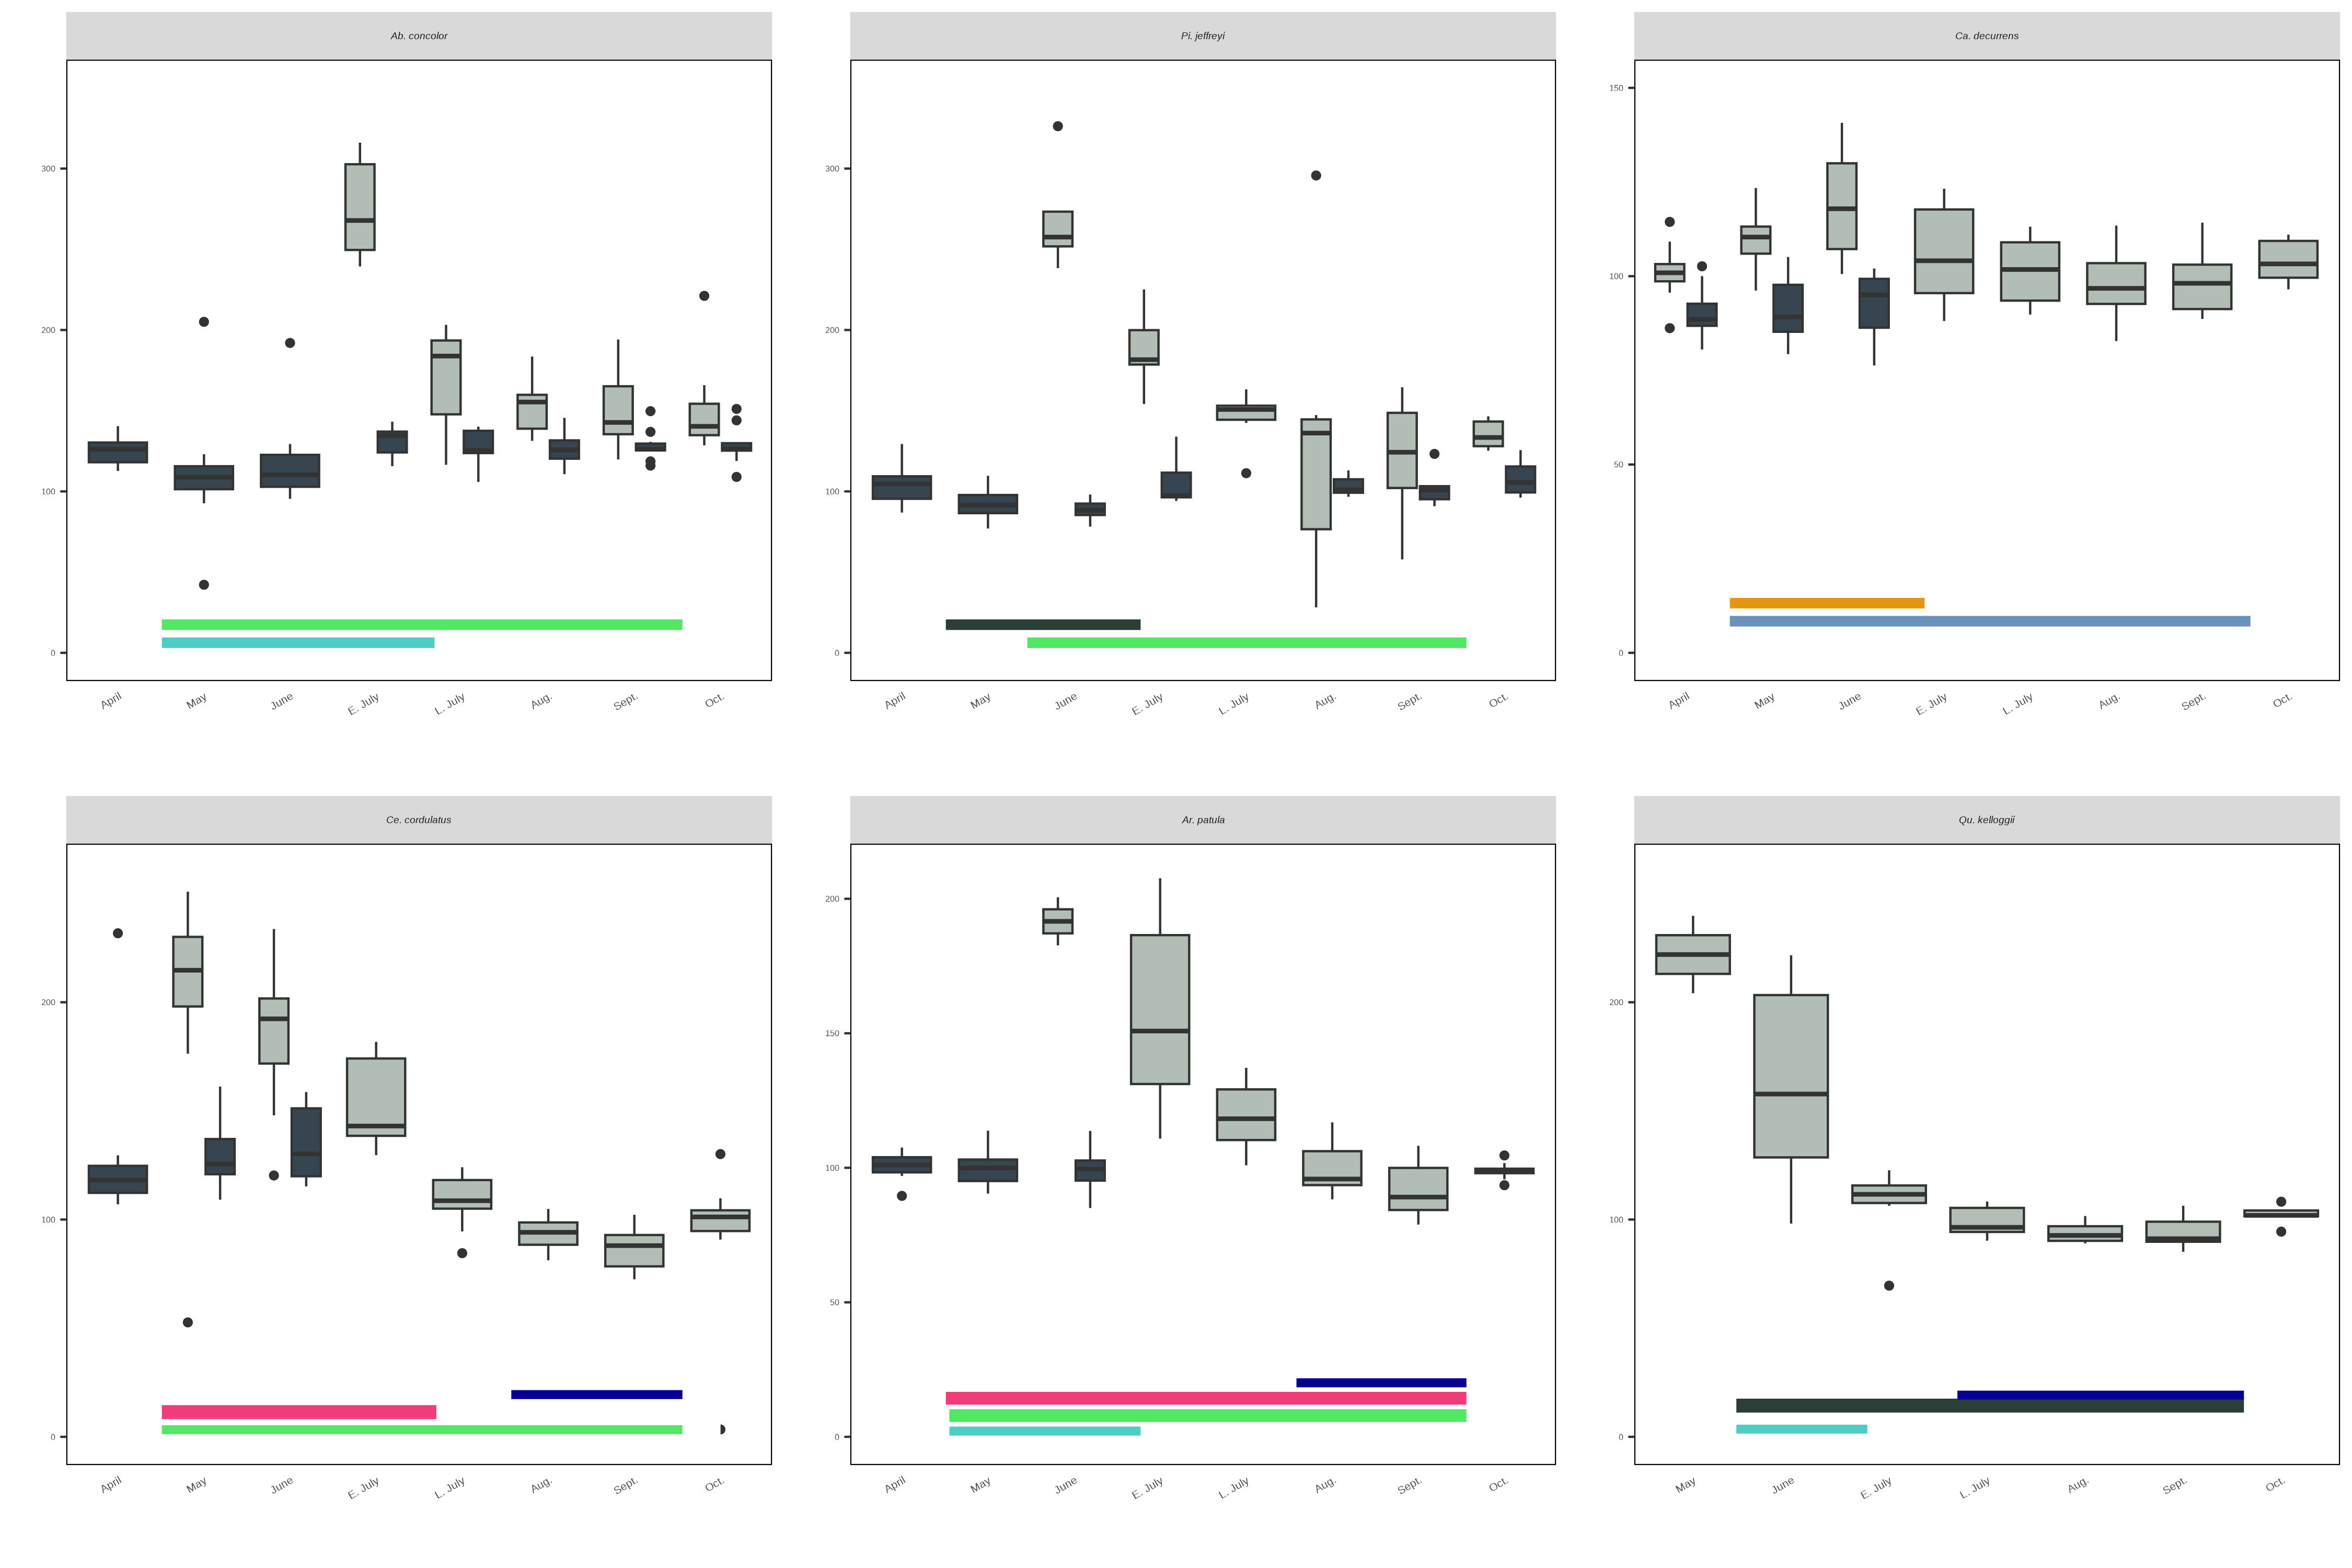 Ab. concolor
Pi. jeffreyi
Ca. decurrens
300
200
100
0
300
200
100
0
150
100
50
0
April May June E. July L. July Aug. Sept. Oct.
April May June E. July L. July Aug. Sept. Oct.
April May June E. July L. July Aug. Sept. Oct.
Ce. cordulatus
Ar. patula
Qu. kelloggii
200
100
0
200
150
100
50
0
200
100
0
April May June E. July L. July Aug. Sept. Oct.
April May June E. July L. July Aug. Sept. Oct.
May June E. July L. July Aug. Sept. Oct.